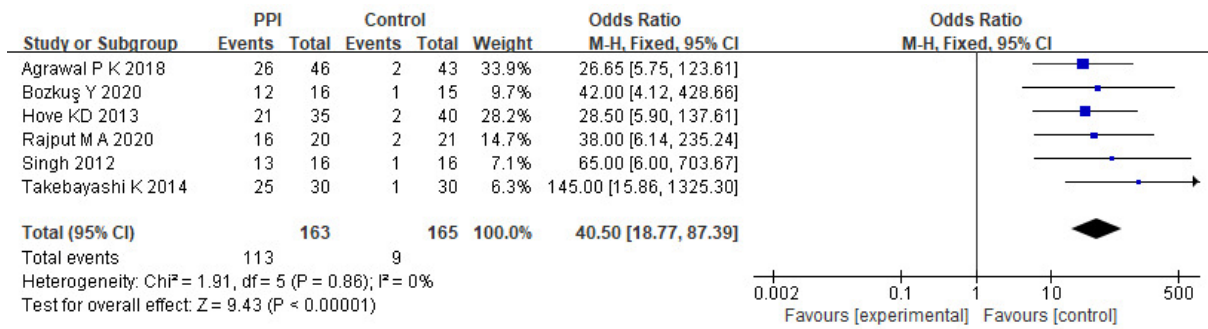 PPI Control Odds Ratio Odds Ratio
Study or Subgroup Events Total Events Total Weight M-H, Fixed, 95% CI M-H, Fixed, 95% CI
Agrawal P K 2018 26 46 2 43 33.9% 26.65 [5.75, 123.61]
Bozkuş Y 2020 12 16 1 15 9.7% 42.00 [4.12, 428.66]
Hove KD 2013 21 35 2 40 28.2% 28.50 [5.90, 137.61]
Rajput M A 2020 16 20 2 21 14.7% 38.00 [6.14, 235.24]
Singh 2012 13 16 1 16 7.1% 65.00 [6.00, 703.67]
Takebayashi K 2014 25 30 1 30 6.3% 145.00 [15.86, 1325.30]
Total (95% CI) 163 165 100.0% 40.50 [18.77, 87.39]
Total events 113 9
Heterogeneity: Chi² = 1.91, df = 5 (P = 0.86); I² = 0%
Test for overall effect: Z = 9.43 (P < 0.00001)
0.002 0.1 1 10 500
Favours [experimental] Favours [control]